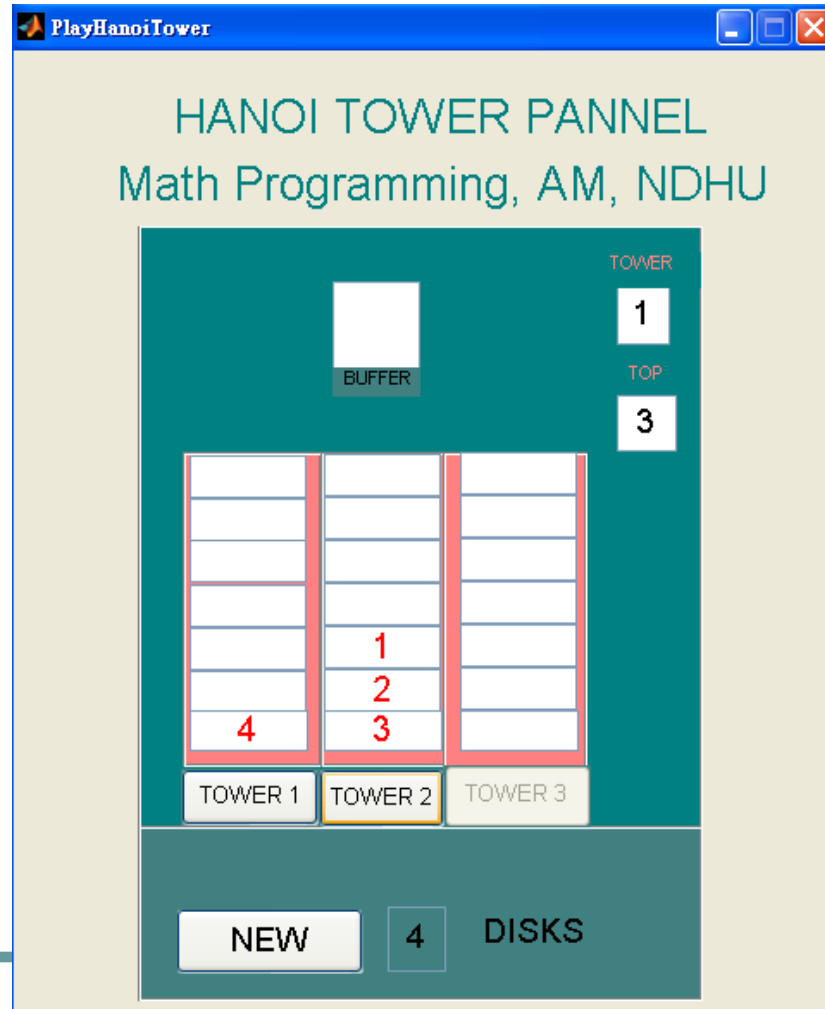 PlayHanoiTower
HANOI TOWER PANNEL
Math Programming, AM, NDHU
TOWER
1
BUFFER
TOP
3
1
2
4 3
TOWER 1 TOWER 2 TOWER 3
NEW 4 DISKS